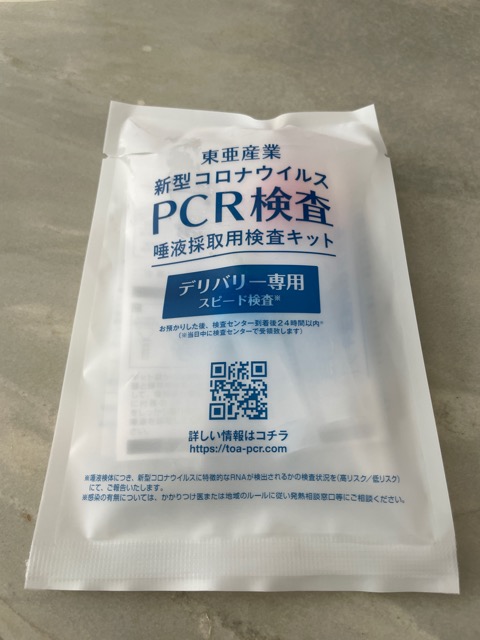 東亜産業
新型コロナウイルス
PCR検査
唾液採取用検査キット
デリバリー専用
スピード検査※
お預かりした後、検査センター到着後24時間以内※
(※当日中に検査センターで受領致します)
詳しい情報はコチラ
https://toa-pcr.com
※唾液検体につき、新型コロナウイルスに特徴的なRNAが検出されるかの検査状況を(高リスク/低リスク)
にて、ご報告いたします。
※感染の有無については、かかりつけ医または地域のルールに従い発熱相談窓口等にご相談ください。